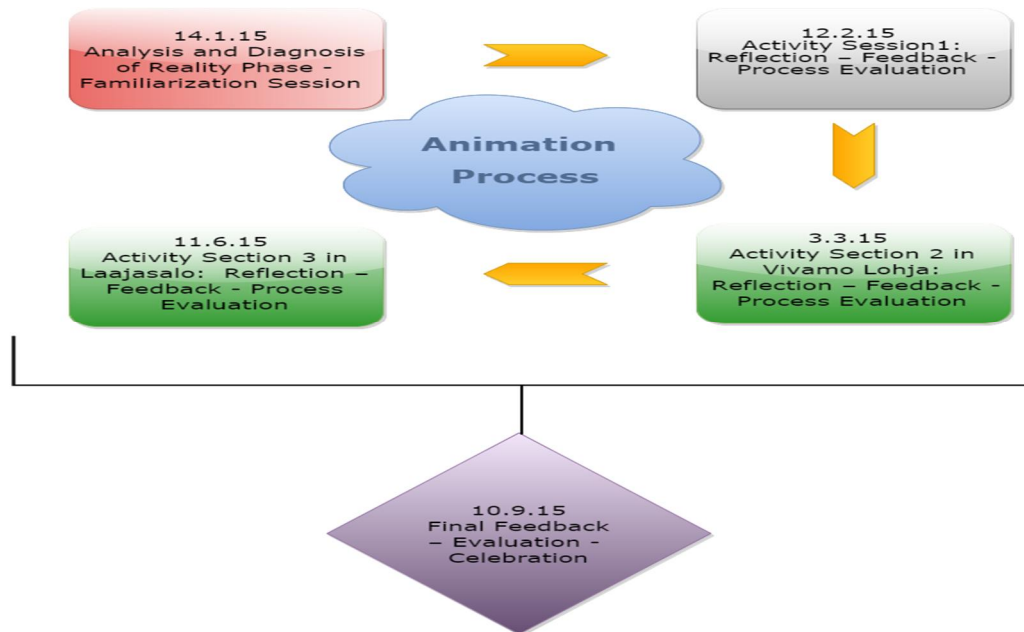 14.1.15
Analysis and Diagnosis
of Reality Phase -
Familiarization Session
12.2.15
Activity Session1:
Reflection – Feedback -
Process Evaluation
Animation
Process
11.6.15
Activity Section 3 in
Laajasalo: Reflection –
Feedback - Process
Evaluation
3.3.15
Activity Section 2 in
Vivamo Lohja:
Reflection – Feedback -
Process Evaluation
10.9.15
Final Feedback
– Evaluation -
Celebration